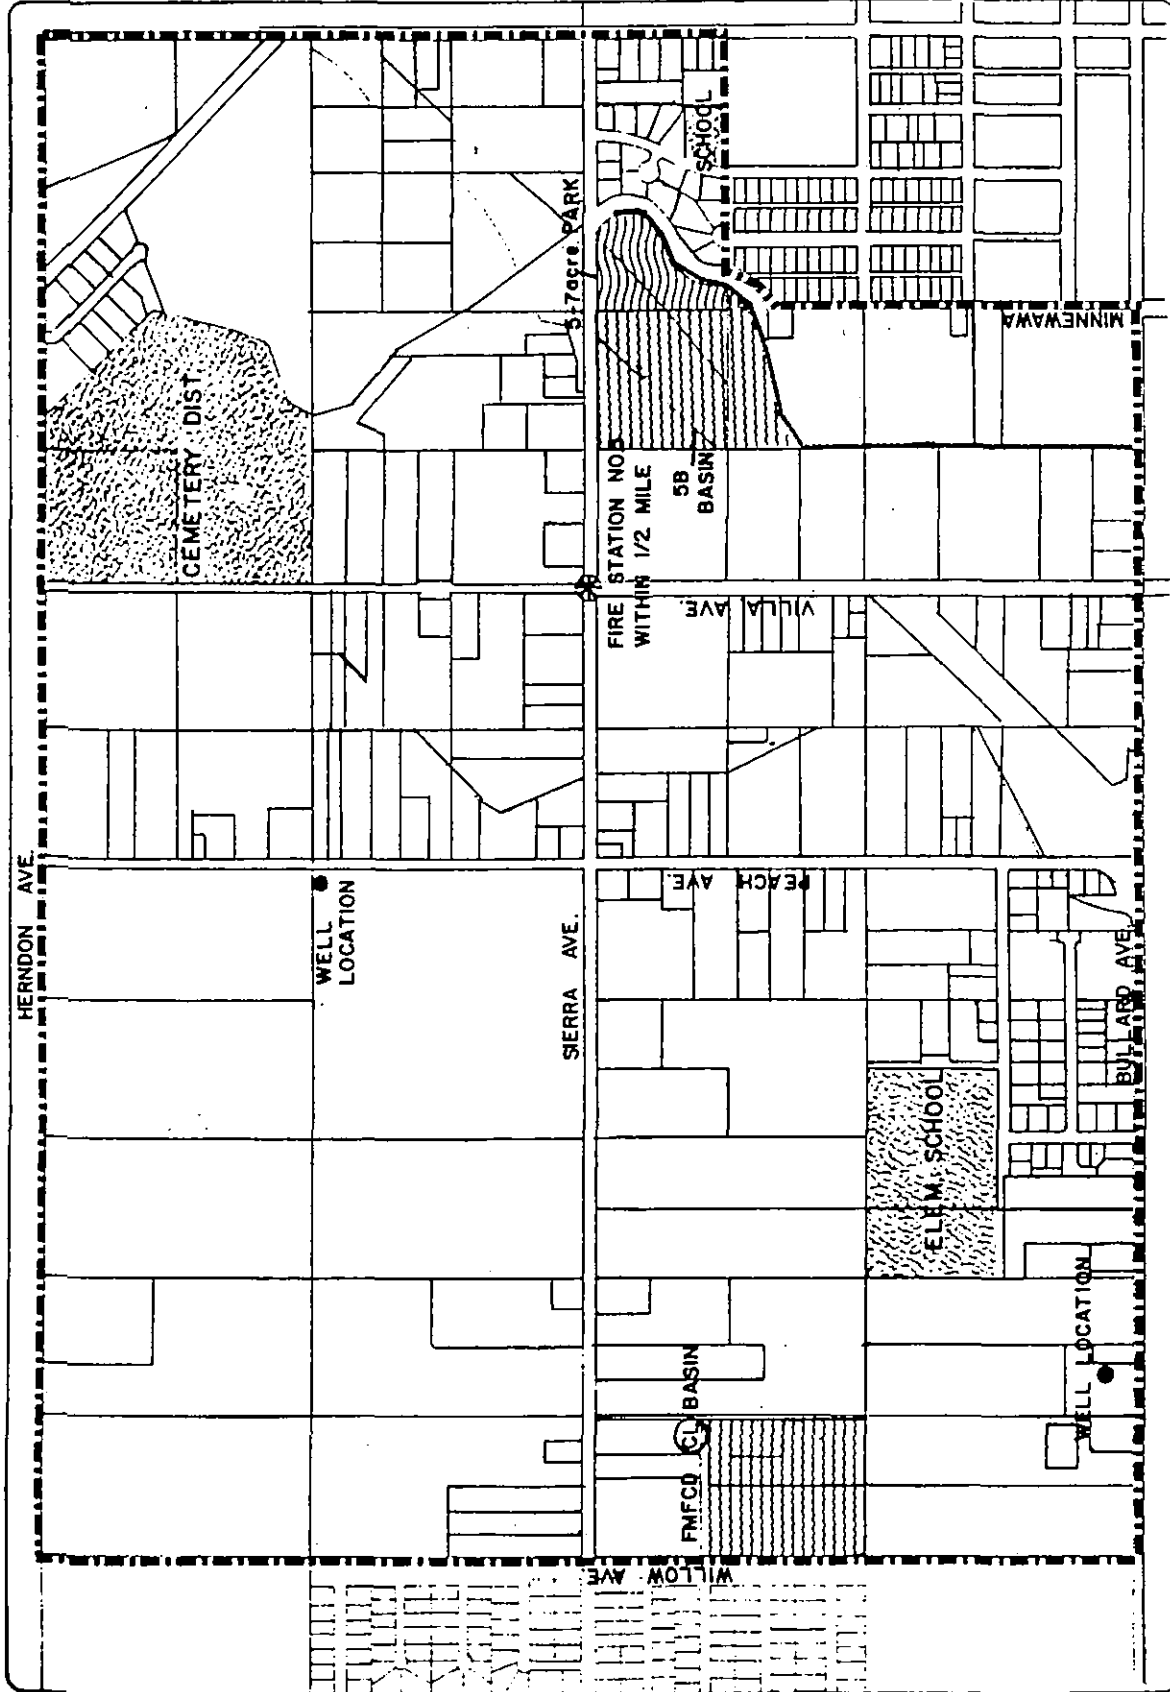 HERNDON AVE.
CEMETERY DIST.
WELL
LOCATION
SIERRA AVE.
5-7acre PARK
SCHOOL
FIRE STATION NO.5
WITHIN 1/2 MILE
5B
BASIN
VILLA AVE.
MINNEWAWA
PEACH AVE.
ELEM. SCHOOL
BULLARD AVE.
FMFCD "CL" BASIN
WELL LOCATION
WILLOW AVE.